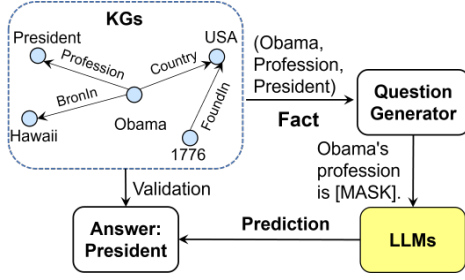 KGs
President
USA
Profession
Country
BronIn
FoundIn
Obama
Hawaii
1776
(Obama,
Profession,
President)
Fact
Question
Generator
Obama's
profession
is [MASK].
Validation
Answer:
President
Prediction
LLMs